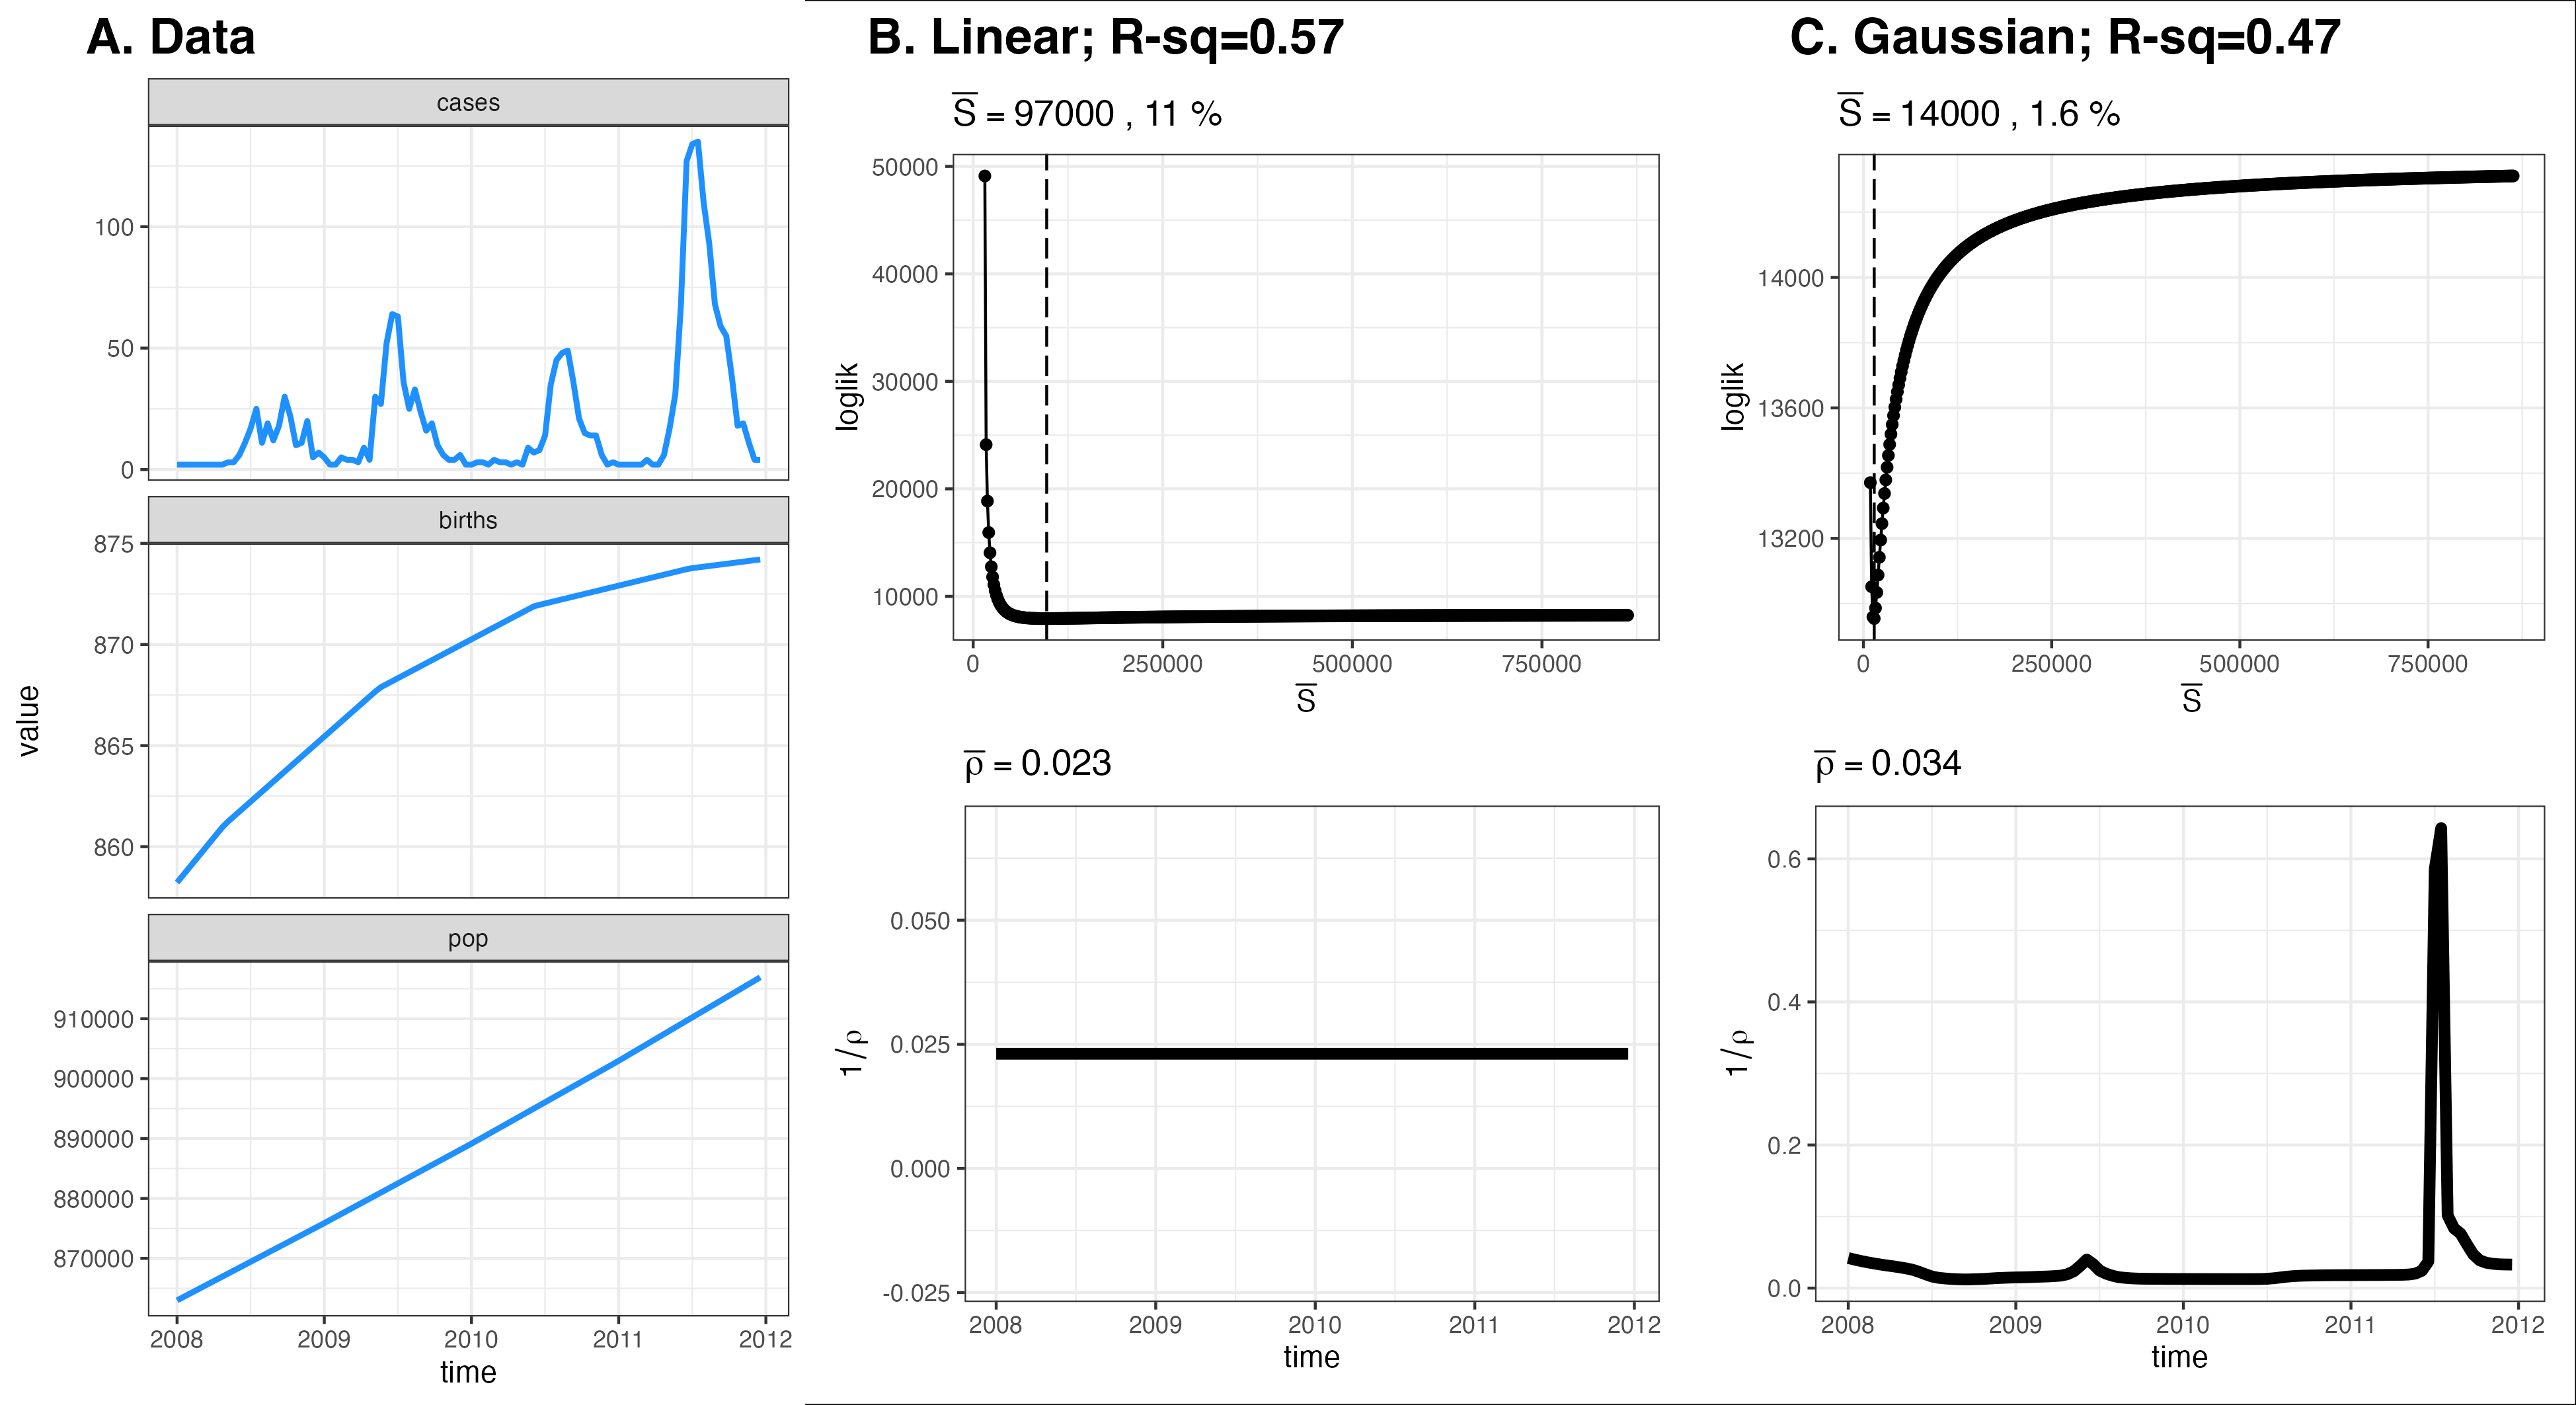 A. Data
cases
100
50
0
births
875
870
865
860
pop
910000
900000
890000
880000
870000
2008 2009 2010 2011 2012
time
value
B. Linear; R-sq=0.57
S̅ = 97000 , 11 %
50000
40000
30000
20000
10000
loglik
0 250000 500000 750000
S̅
ρ̅ = 0.023
0.050
0.025
0.000
-0.025
1/ρ
2008 2009 2010 2011 2012
time
C. Gaussian; R-sq=0.47
S̅ = 14000 , 1.6 %
14000
13600
13200
loglik
0 250000 500000 750000
S̅
ρ̅ = 0.034
0.6
0.4
0.2
0.0
1/ρ
2008 2009 2010 2011 2012
time